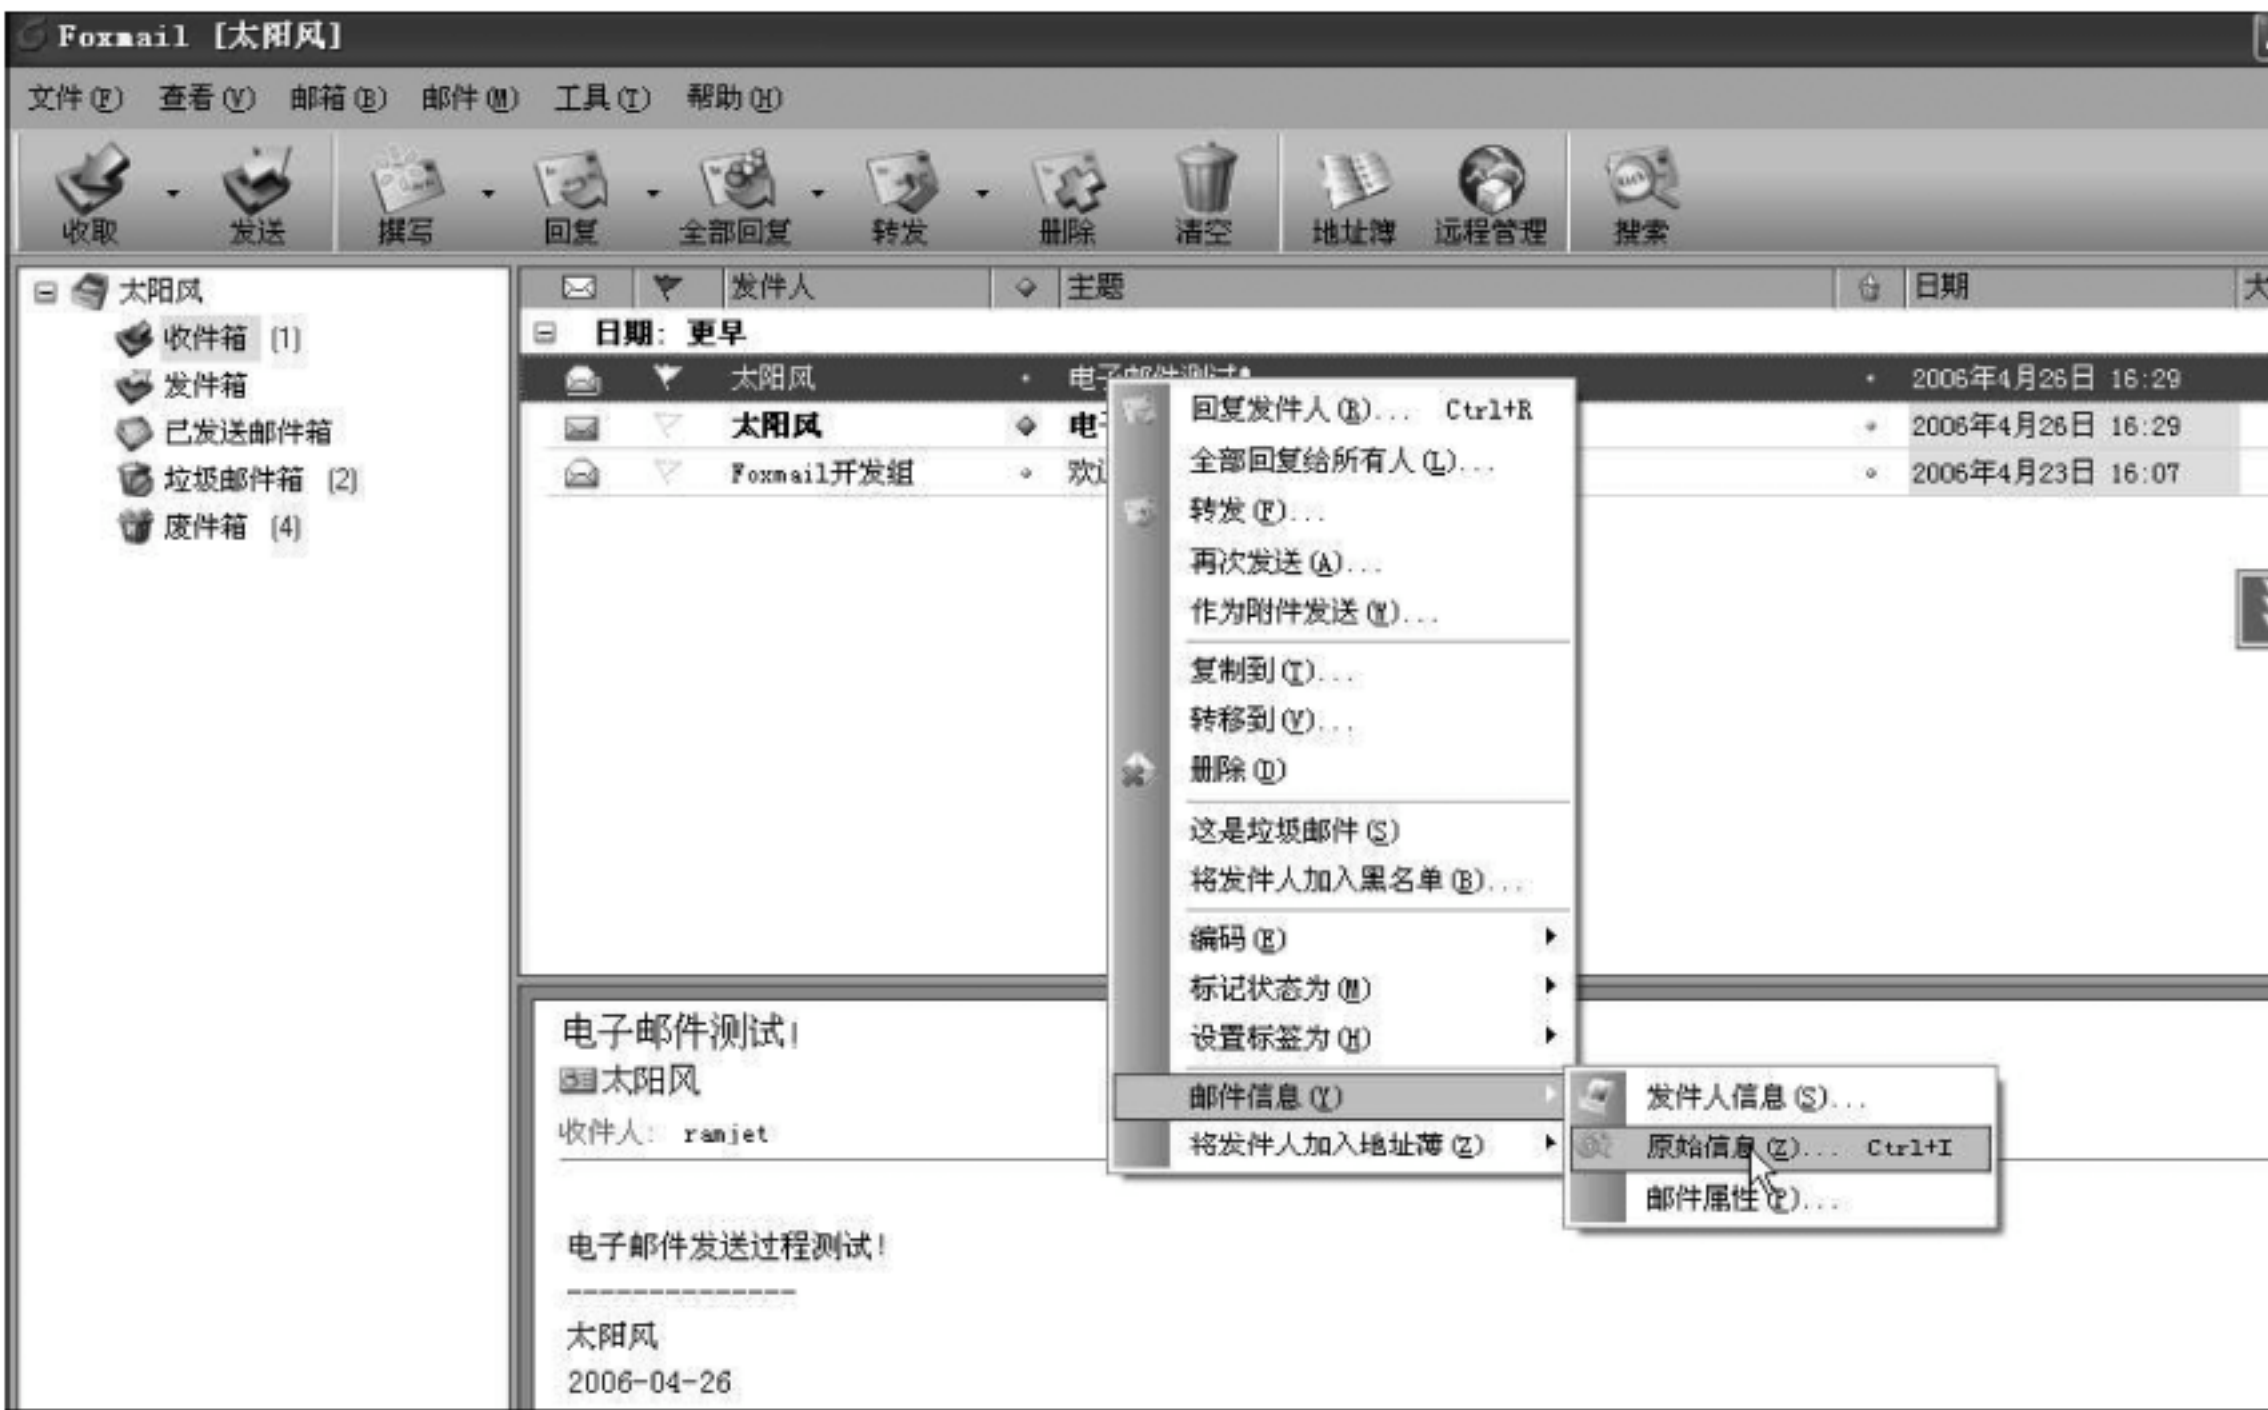 Foxmail [太阳风]
文件(F) 查看(V) 邮箱(B) 邮件(M) 工具(T) 帮助(H)
收取 发送 撰写 回复 全部回复 转发 删除 清空 地址簿 远程管理 搜索
太阳风
收件箱 (1)
发件箱
已发送邮件箱
垃圾邮件箱 (2)
废件箱 (4)
发件人 主题 日期
日期: 更早
太阳风 电子邮件测试! 2006年4月26日 16:29
太阳风 电 2006年4月26日 16:29
Foxmail开发组 欢 2006年4月23日 16:07
回复发件人(R)... Ctrl+R
全部回复给所有人(L)...
转发(F)...
再次发送(A)...
作为附件发送(W)...
复制到(T)...
转移到(V)...
删除(D)
这是垃圾邮件(S)
将发件人加入黑名单(B)...
编码(E)
标记状态为(M)
设置标签为(H)
邮件信息(Y)
将发件人加入地址薄(Z)
发件人信息(S)...
原始信息(Z)... Ctrl+I
邮件属性(P)...
电子邮件测试!
太阳风
收件人: ramjet
电子邮件发送过程测试!
--------------
太阳风
2006-04-26